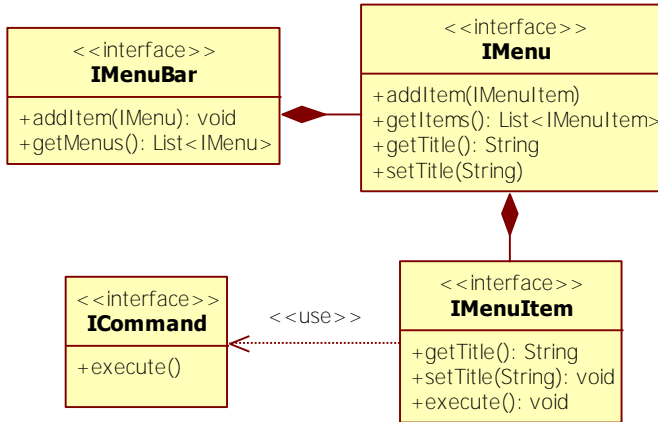 <<interface>>
IMenuBar
+addItem(IMenu): void
+getMenus(): List<IMenu>
<<interface>>
IMenu
+addItem(IMenuItem)
+getItems(): List<IMenuItem>
+getTitle(): String
+setTitle(String)
<<interface>>
ICommand
+execute()
<<use>>
<<interface>>
IMenuItem
+getTitle(): String
+setTitle(String): void
+execute(): void